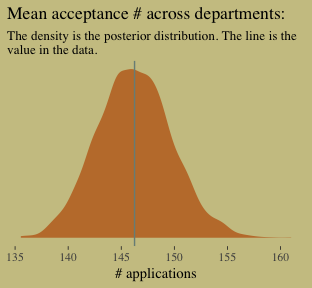 Mean acceptance # across departments:
The density is the posterior distribution. The line is the
value in the data.
135 140 145 150 155 160
# applications